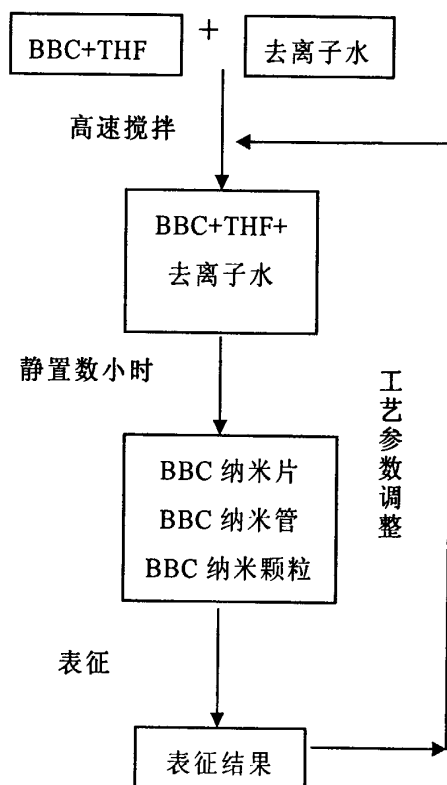 BBC+THF + 去离子水
高速搅拌
BBC+THF+
去离子水
静置数小时
工艺参数调整
BBC 纳米片
BBC 纳米管
BBC 纳米颗粒
表征
表征结果